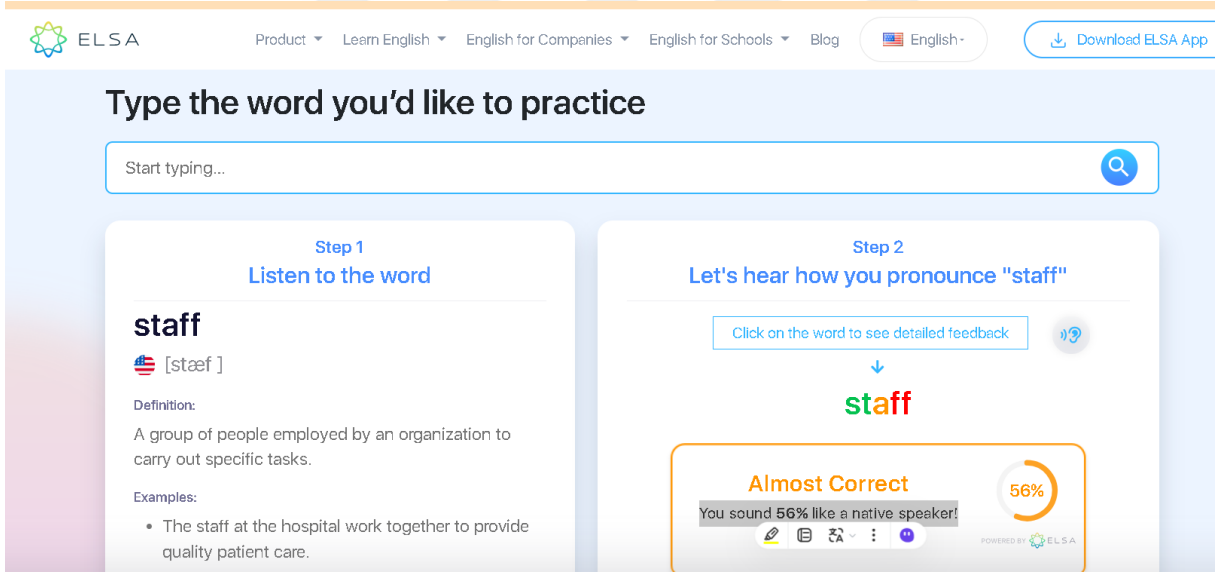 ELSA
Product Learn English English for Companies English for Schools Blog English Download ELSA App
Type the word you'd like to practice
Start typing...
Step 1
Listen to the word
staff
[stæf ]
Definition:
A group of people employed by an organization to
carry out specific tasks.
Examples:
• The staff at the hospital work together to provide
quality patient care.
Step 2
Let's hear how you pronounce "staff"
Click on the word to see detailed feedback
staff
Almost Correct
You sound 56% like a native speaker!
56%
POWERED BY ELSA